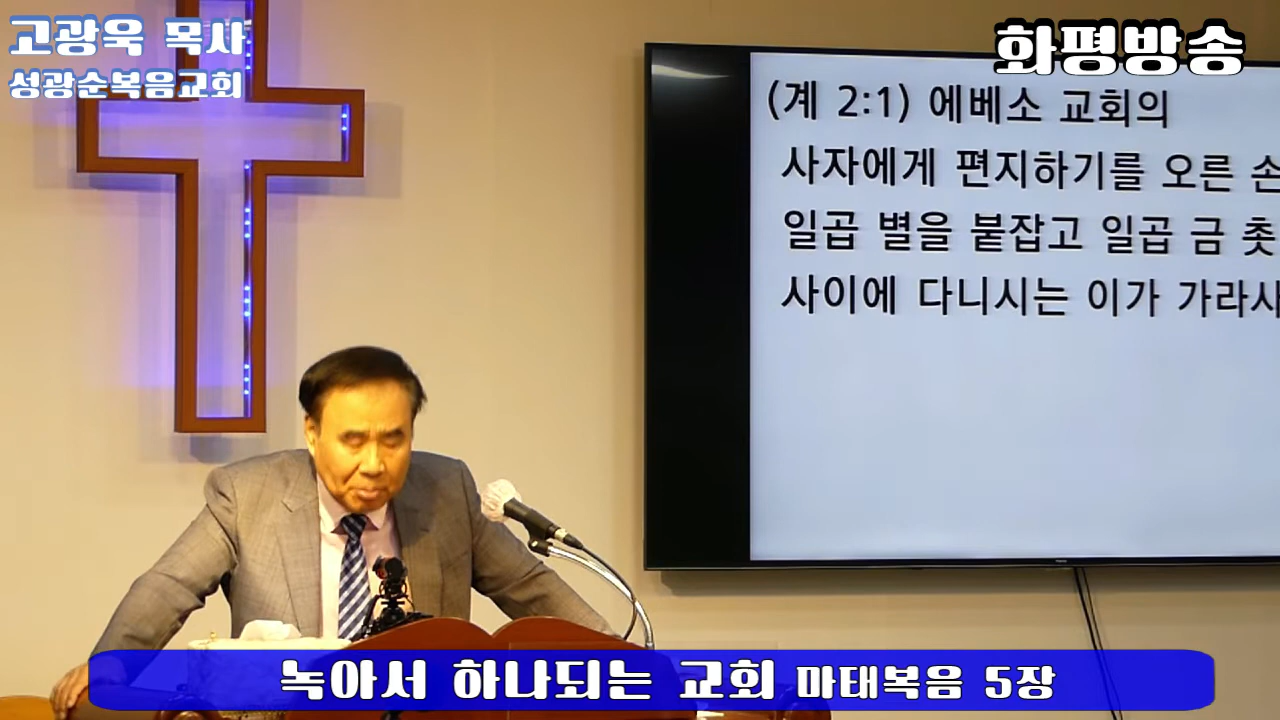 고광욱 목사
성광순복음교회
화평방송
(계 2:1) 에베소 교회의
사자에게 편지하기를 오른 손
일곱 별을 붙잡고 일곱 금 촛
사이에 다니시는 이가 가라사
녹아서 하나되는 교회 마태복음 5장